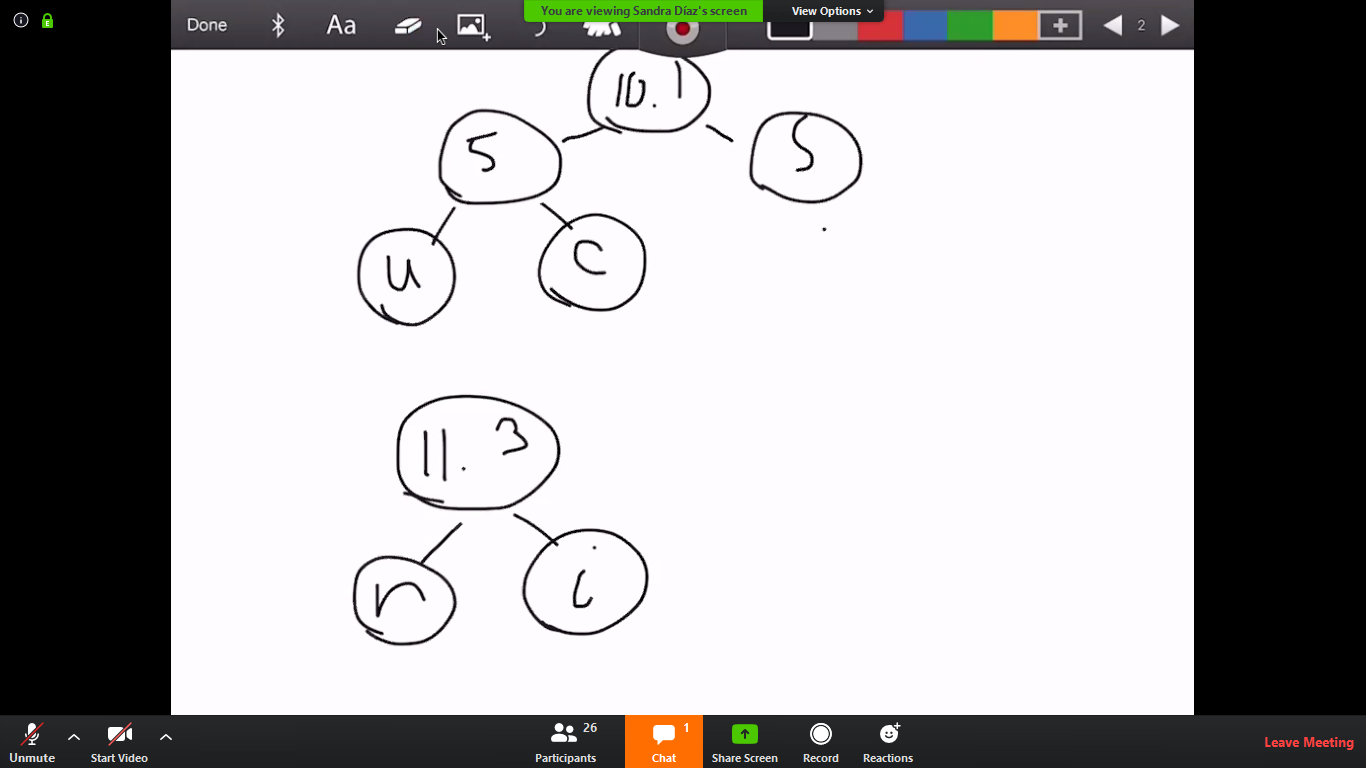 You are viewing Sandra Díaz's screen
View Options
Done
Aa
2
10.1
5
S
u
c
11.3
r
i
Unmute
Start Video
26
Participants
1
Chat
Share Screen
Record
Reactions
Leave Meeting